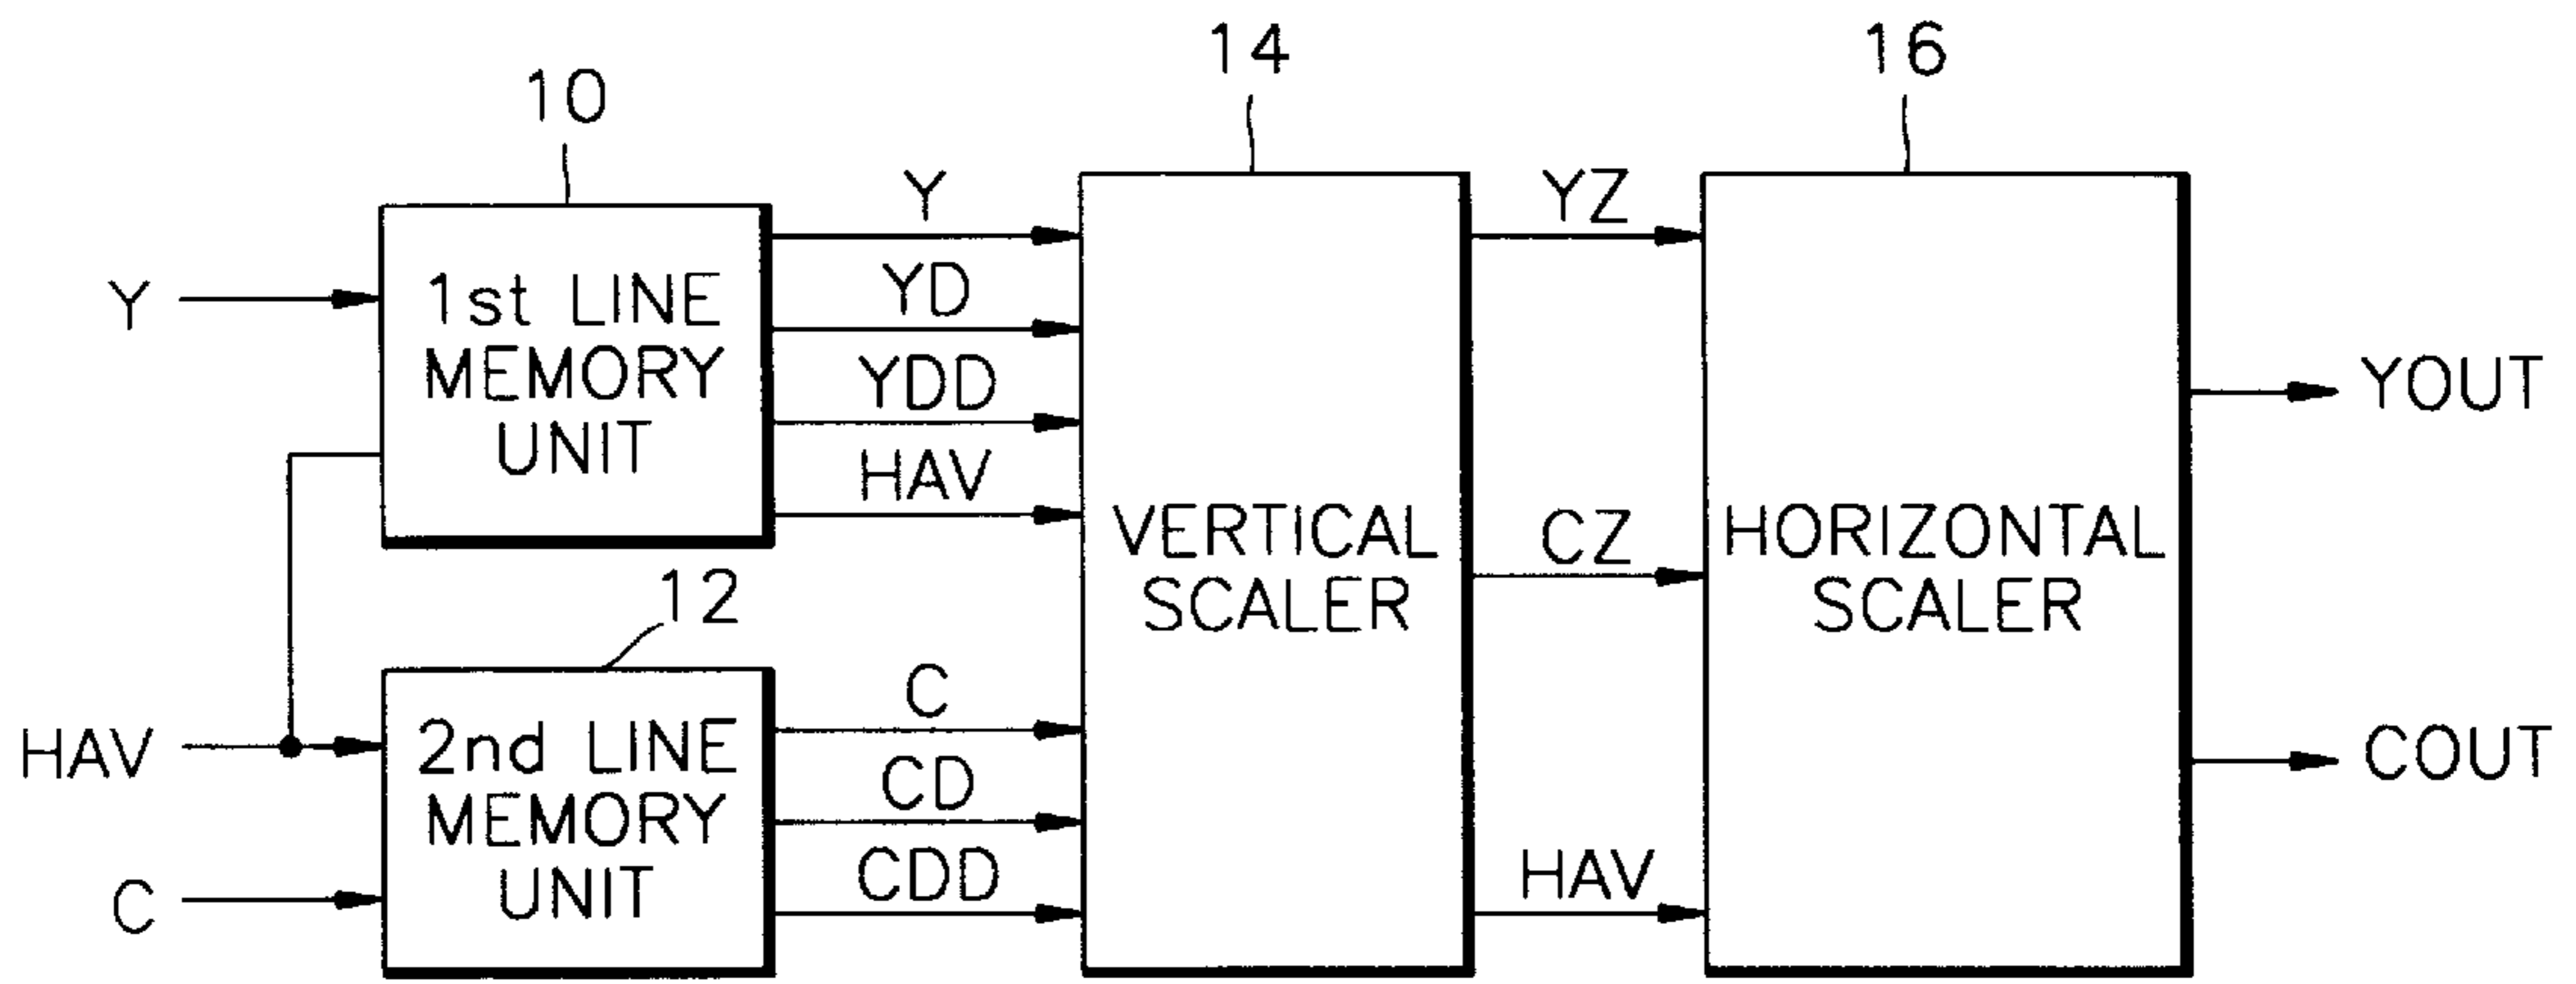 10
14
16
Y
1st LINE
MEMORY
UNIT
Y
YD
YDD
HAV
VERTICAL
SCALER
YZ
CZ
HAV
HORIZONTAL
SCALER
YOUT
COUT
12
HAV
C
2nd LINE
MEMORY
UNIT
C
CD
CDD